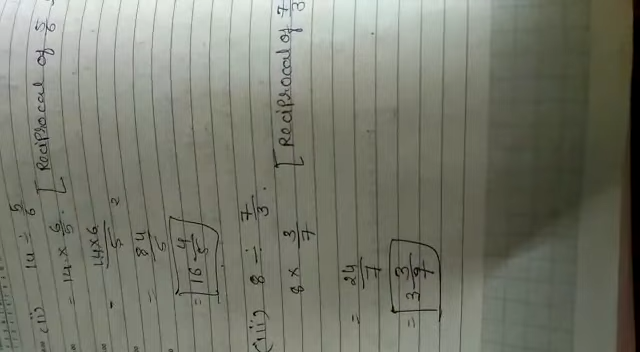 (ii) 14 ÷ 5/6
= 14 × 6/5 . [Reciprocal of 5/6
= 14×6/5
= 84/5
= 16 4/5
(iii) 8 ÷ 7/3 .
8 × 3/7 [Reciprocal of 7/3
= 24/7
= 3 3/7